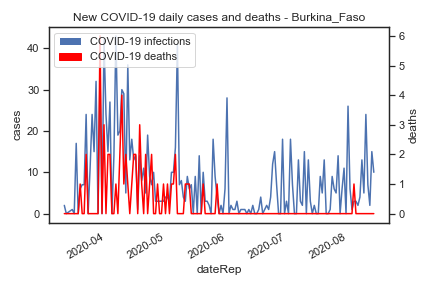 New COVID-19 daily cases and deaths - Burkina_Faso
COVID-19 infections
COVID-19 deaths
40
30
20
10
0
cases
6
5
4
3
2
1
0
deaths
2020-04
2020-05
2020-06
2020-07
2020-08
dateRep